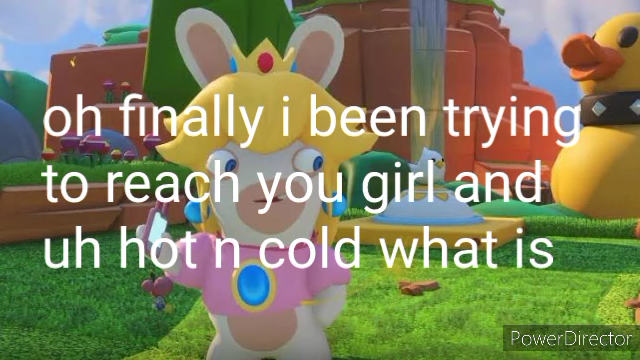 oh finally i been trying
to reach you girl and
uh hot n cold what is
PowerDirector